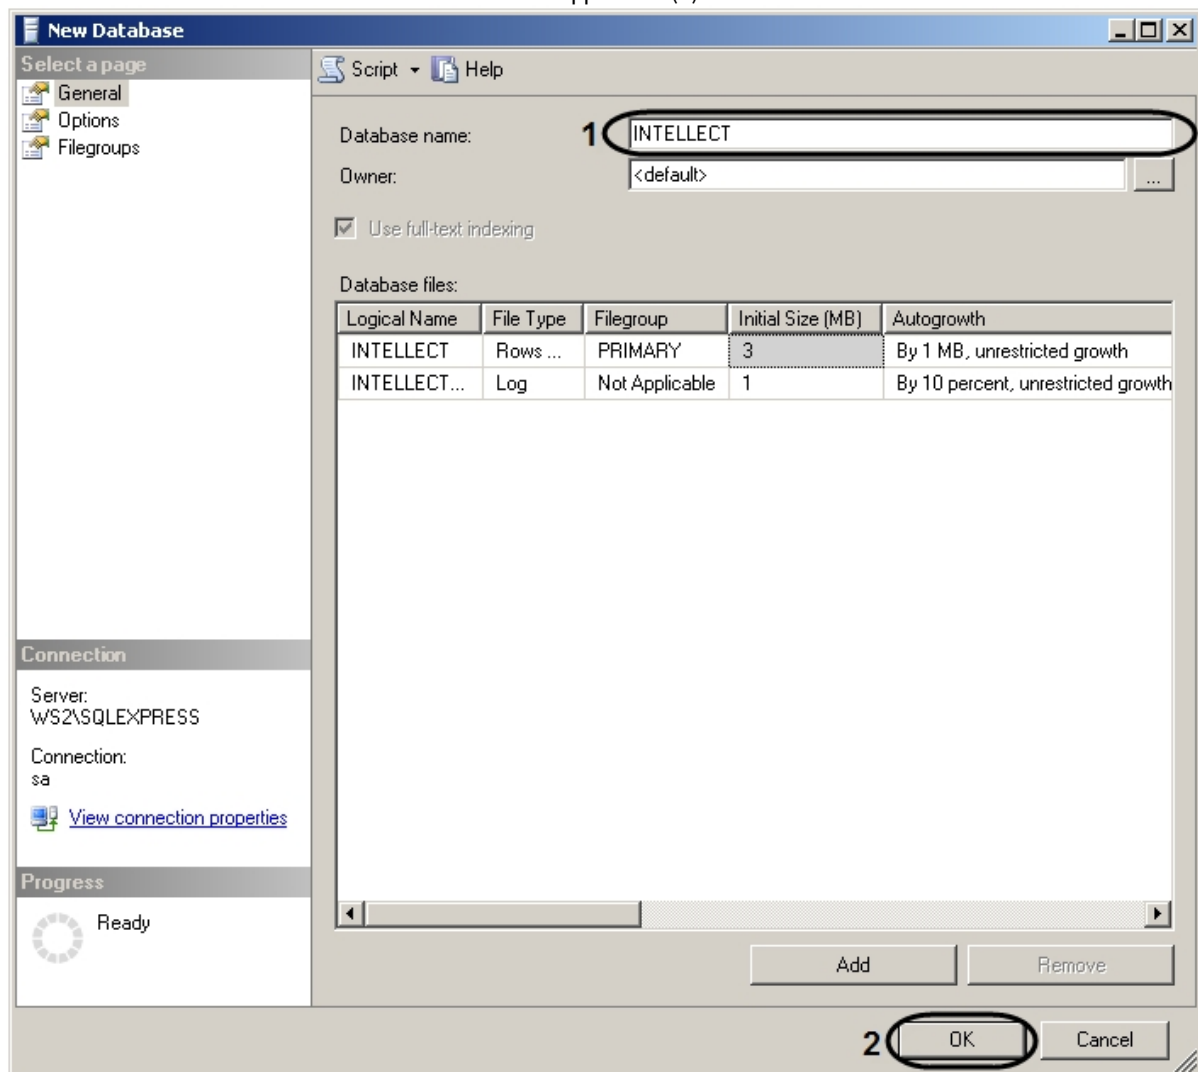 New Database
Select a page
General
Options
Filegroups
Script Help
Database name: 1 INTELLECT
Owner: <default> ...
Use full-text indexing
Database files:
Logical Name File Type Filegroup Initial Size (MB) Autogrowth
INTELLECT Rows ... PRIMARY 3 By 1 MB, unrestricted growth
INTELLECT... Log Not Applicable 1 By 10 percent, unrestricted growth
Connection
Server:
WS2\SQLEXPRESS
Connection:
sa
View connection properties
Progress
Ready
Add Remove
2 OK Cancel